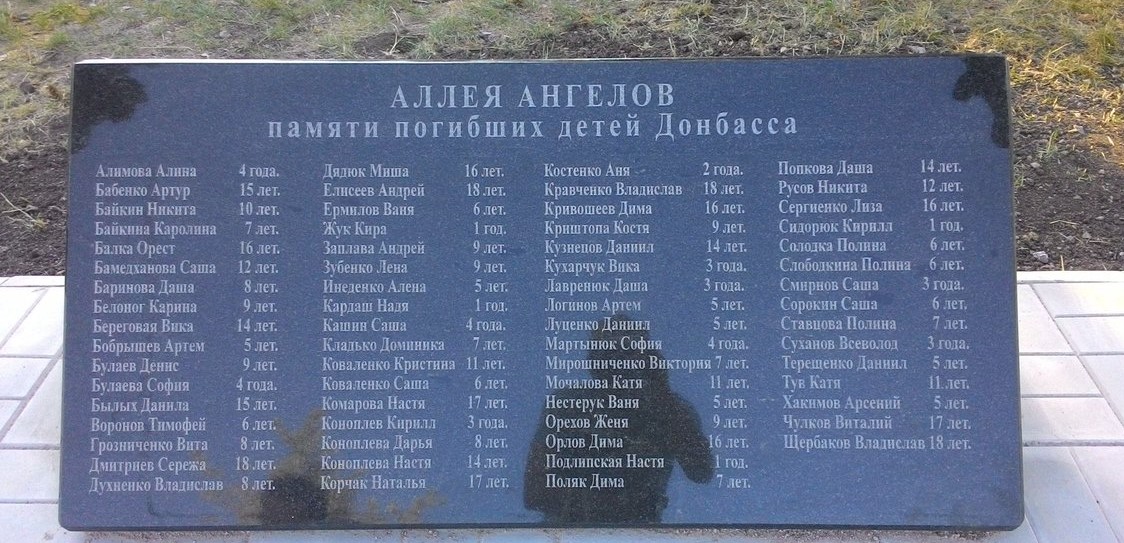 АЛЛЕЯ АНГЕЛОВ
памяти погибших детей Донбасса
Алимова Алина 4 года.
Бабенко Артур 15 лет.
Байкин Никита 10 лет.
Байкина Каролина 7 лет.
Балка Орест 16 лет.
Бамедханова Саша 12 лет.
Баринова Даша 8 лет.
Белоног Карина 9 лет.
Береговая Вика 14 лет.
Бобрышев Артем 5 лет.
Булаев Денис 9 лет.
Булаева София 4 года.
Былых Данила 15 лет.
Воронов Тимофей 6 лет.
Грозниченко Вита 8 лет.
Дмитриев Сережа 18 лет.
Духненко Владислав 8 лет.
Дядюк Миша 16 лет.
Елисеев Андрей 18 лет.
Ермилов Ваня 6 лет.
Жук Кира 1 год.
Заплава Андрей 9 лет.
Зубенко Лена 9 лет.
Инеденко Алена 5 лет.
Кардаш Надя 1 год.
Кашин Саша 4 года.
Кладько Доминика 7 лет.
Коваленко Кристина 11 лет.
Коваленко Саша 6 лет.
Комарова Настя 17 лет.
Коноплев Кирилл 3 года.
Коноплева Дарья 8 лет.
Коноплева Настя 14 лет.
Корчак Наталья 17 лет.
Костенко Аня 2 года.
Кравченко Владислав 18 лет.
Кривошеев Дима 16 лет.
Криштопа Костя 9 лет.
Кузнецов Даниил 14 лет.
Кухарчук Вика 3 года.
Лавренюк Даша 3 года.
Логинов Артем 5 лет.
Луценко Даниил 5 лет.
Мартынюк София 4 года.
Мирошниченко Виктория 7 лет.
Мочалова Катя 11 лет.
Нестерук Ваня 5 лет.
Орехов Женя 9 лет.
Орлов Дима 16 лет.
Подлипская Настя 1 год.
Поляк Дима 7 лет.
Попкова Даша 14 лет.
Русов Никита 12 лет.
Сергиенко Лиза 16 лет.
Сидорюк Кирилл 1 год.
Солодка Полина 6 лет.
Слободкина Полина 6 лет.
Смирнов Саша 3 года.
Сорокин Саша 6 лет.
Ставцова Полина 7 лет.
Суханов Всеволод 3 года.
Терещенко Даниил 5 лет.
Тув Катя 11 лет.
Хакимов Арсений 5 лет.
Чулков Виталий 17 лет.
Щербаков Владислав 18 лет.